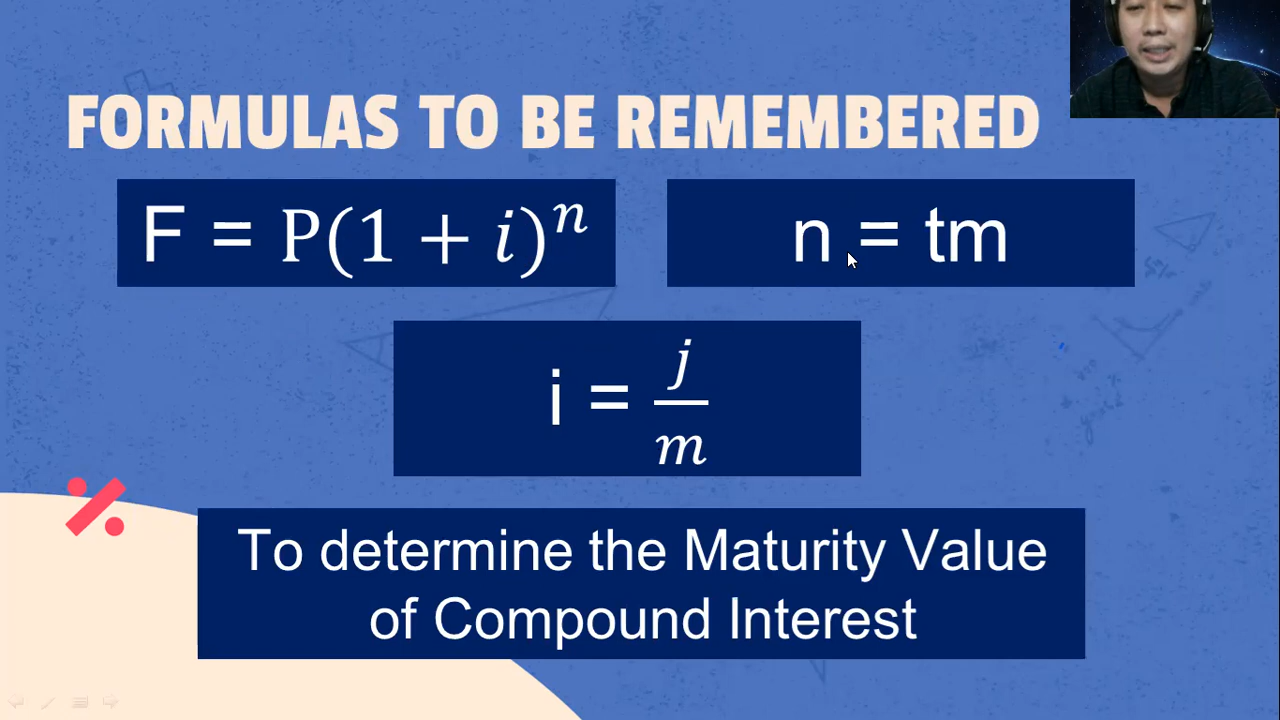 FORMULAS TO BE REMEMBERED
F = P(1 + i)^n
n = tm
i = j/m
To determine the Maturity Value
of Compound Interest